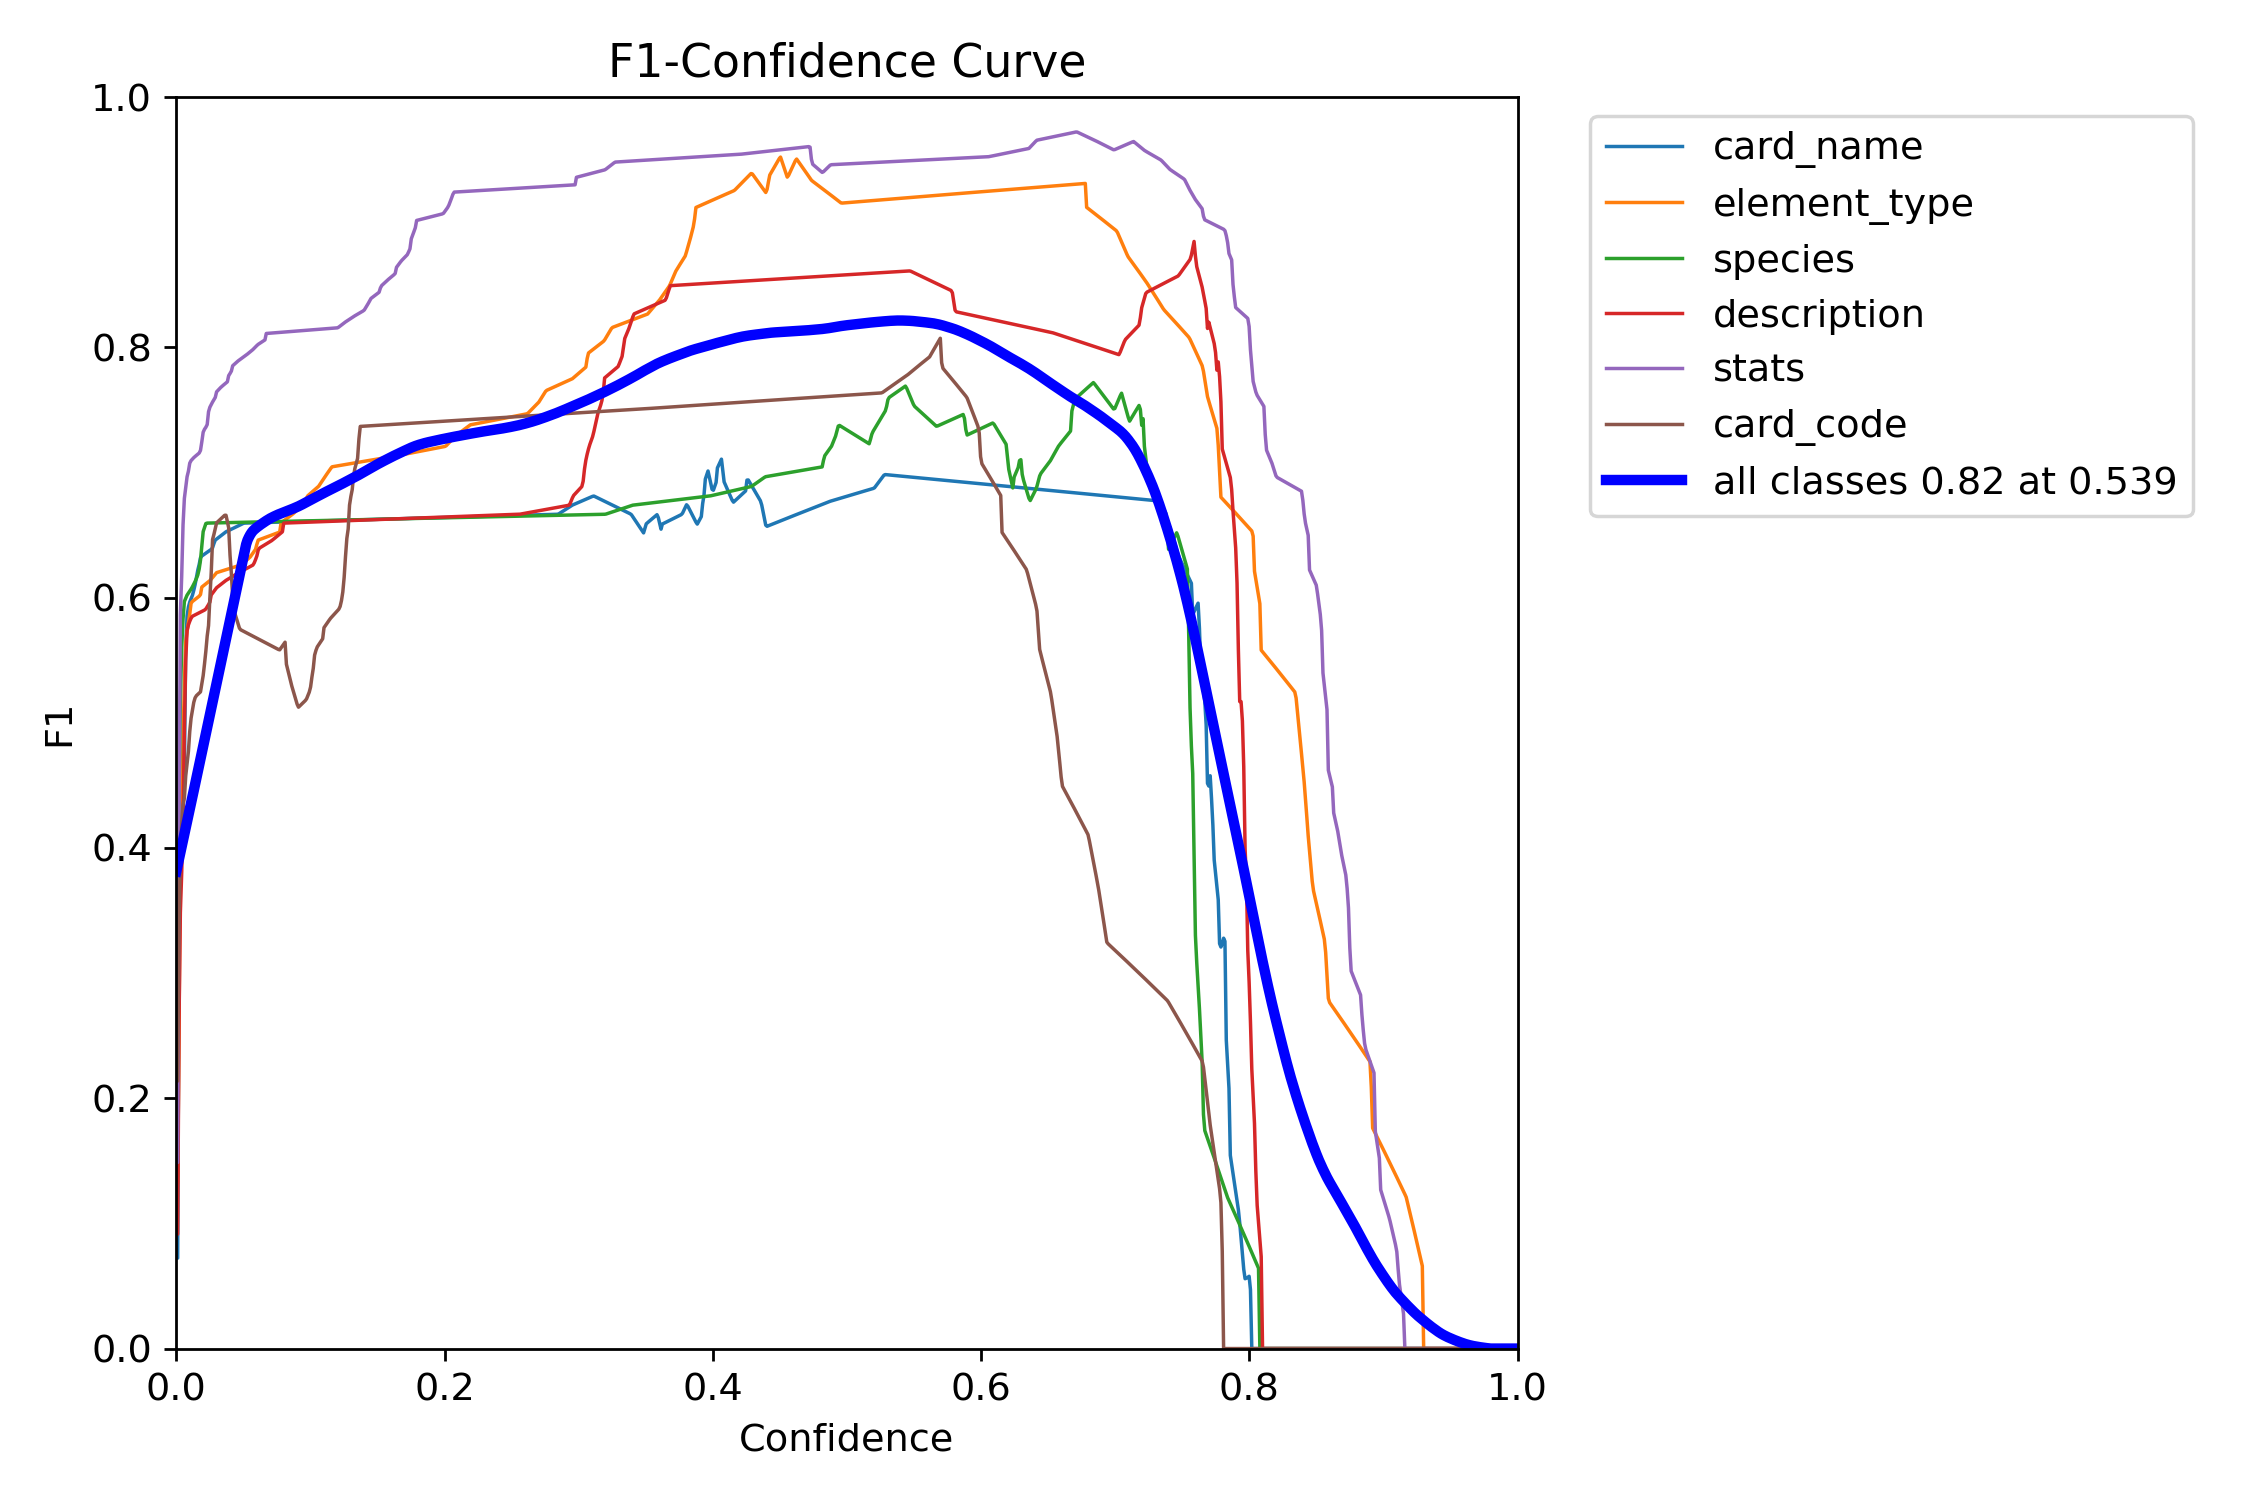 F1-Confidence Curve
1.0
0.8
0.6
0.4
0.2
0.0
F1
0.0 0.2 0.4 0.6 0.8 1.0
Confidence
card_name
element_type
species
description
stats
card_code
all classes 0.82 at 0.539